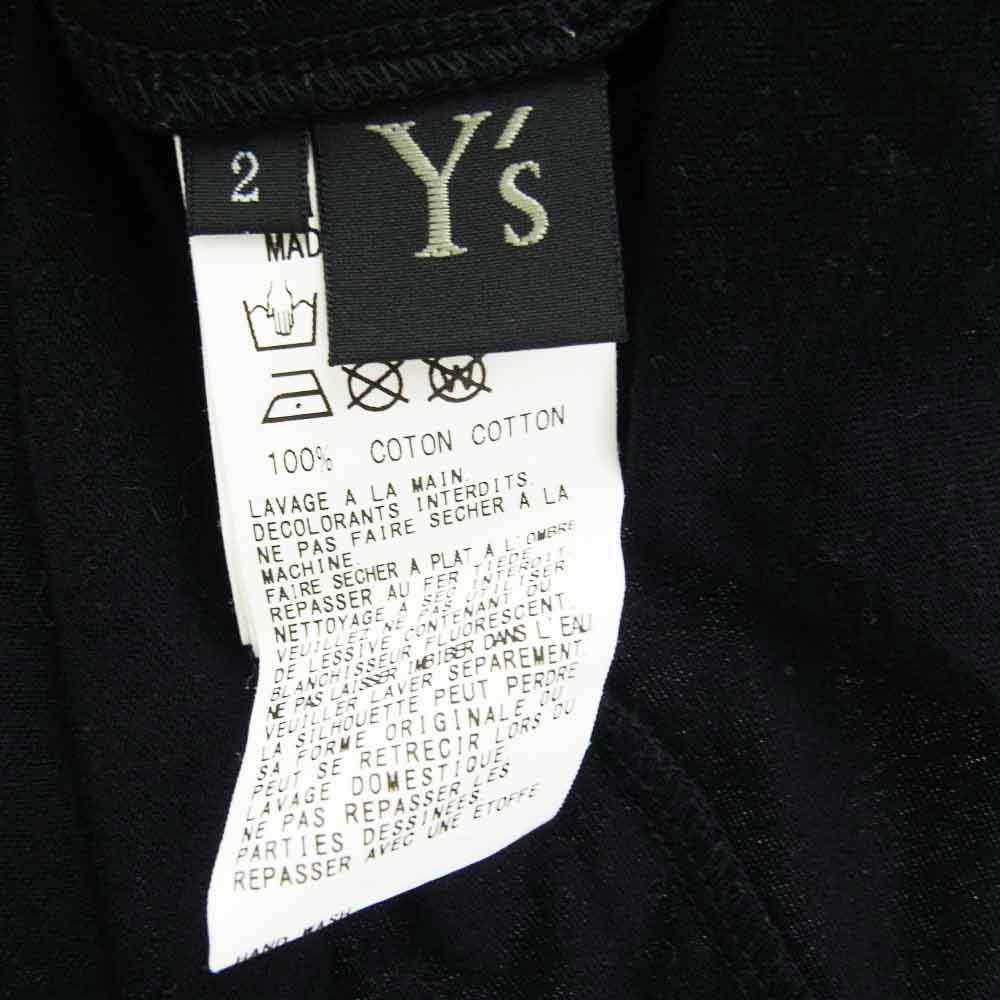 2
Y's
MAD
W
100% COTON COTTON
LAVAGE A LA MAIN.
DECOLORANTS INTERDITS.
NE PAS FAIRE SECHER A LA
MACHINE.
FAIRE SECHER A PLAT A L'OMBRE
REPASSER AU FER TIEDE.
NETTOYAGE A SEC INTERDIT.
VEUILLEZ NE PAS UTILISER
DE LESSIVE CONTENANT DU
BLANCHISSEUR FLUORESCENT.
NE PAS LAISSER IMBIBER DANS L'EAU
VEUILLER LAVER SEPAREMENT.
LA SILHOUETTE PEUT PERDRE
SA FORME ORIGINALE OU
PEUT SE RETRECIR LORS DU
LAVAGE DOMESTIQUE.
NE PAS REPASSER LES
PARTIES DESSINEES.
REPASSER AVEC UNE ETOFFE
HAND WASH